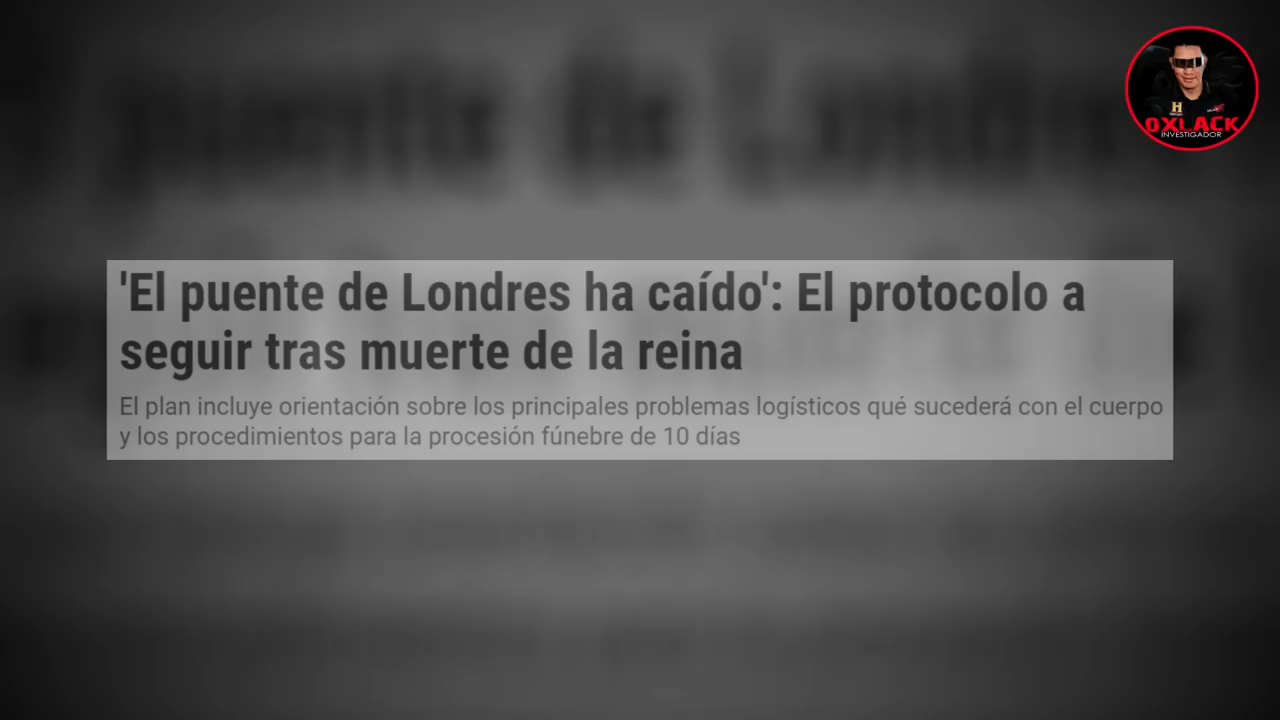 'El puente de Londres ha caído': El protocolo a
seguir tras muerte de la reina
El plan incluye orientación sobre los principales problemas logísticos qué sucederá con el cuerpo
y los procedimientos para la procesión fúnebre de 10 días
H
OXLACK
INVESTIGADOR